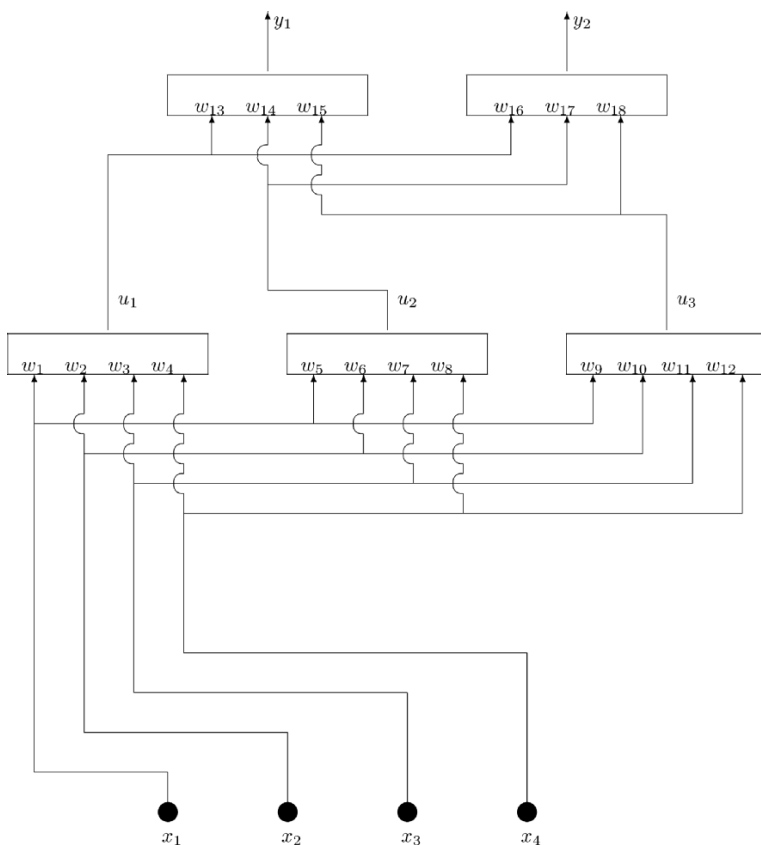 y₁ y₂
w₁₃ w₁₄ w₁₅ w₁₆ w₁₇ w₁₈
u₁ u₂ u₃
w₁ w₂ w₃ w₄ w₅ w₆ w₇ w₈ w₉ w₁₀ w₁₁ w₁₂
x₁ x₂ x₃ x₄